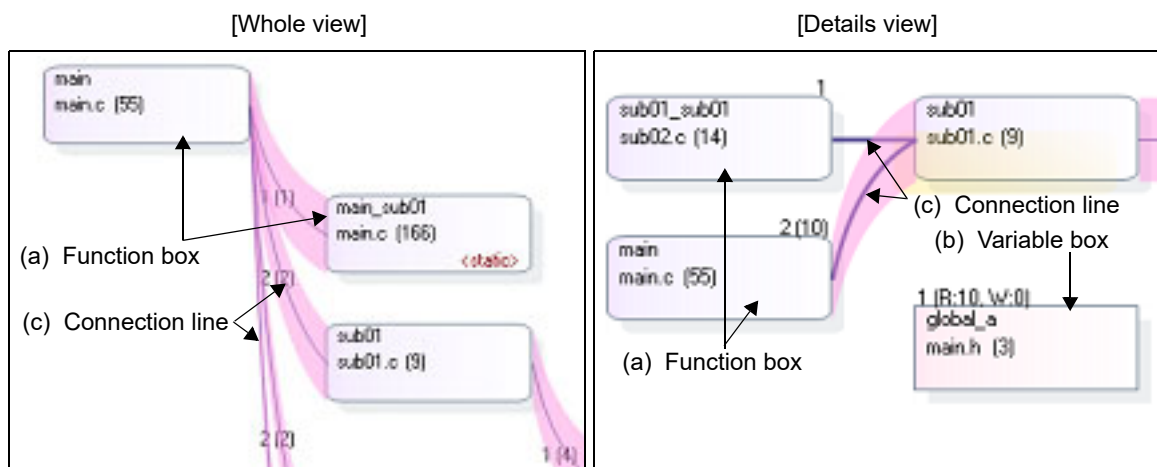 [Whole view]
main
main.c (55)
1 (1)
main_sub01
main.c (166)
<static>
(a) Function box
2 (2)
(c) Connection line
sub01
sub01.c (9)
2 (2)
1 (4)
[Details view]
1
sub01_sub01
sub02.c (14)
sub01
sub01.c (9)
(c) Connection line
2 (10)
(b) Variable box
main
main.c (55)
1 (R:10, W:0)
global_a
main.h (3)
(a) Function box